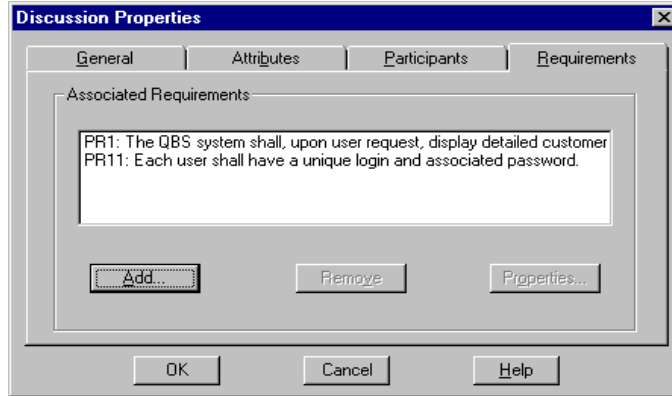 Discussion Properties
General Attributes Participants Requirements
Associated Requirements
PR1: The QBS system shall, upon user request, display detailed customer
PR11: Each user shall have a unique login and associated password.
Add... Remove Properties...
OK Cancel Help